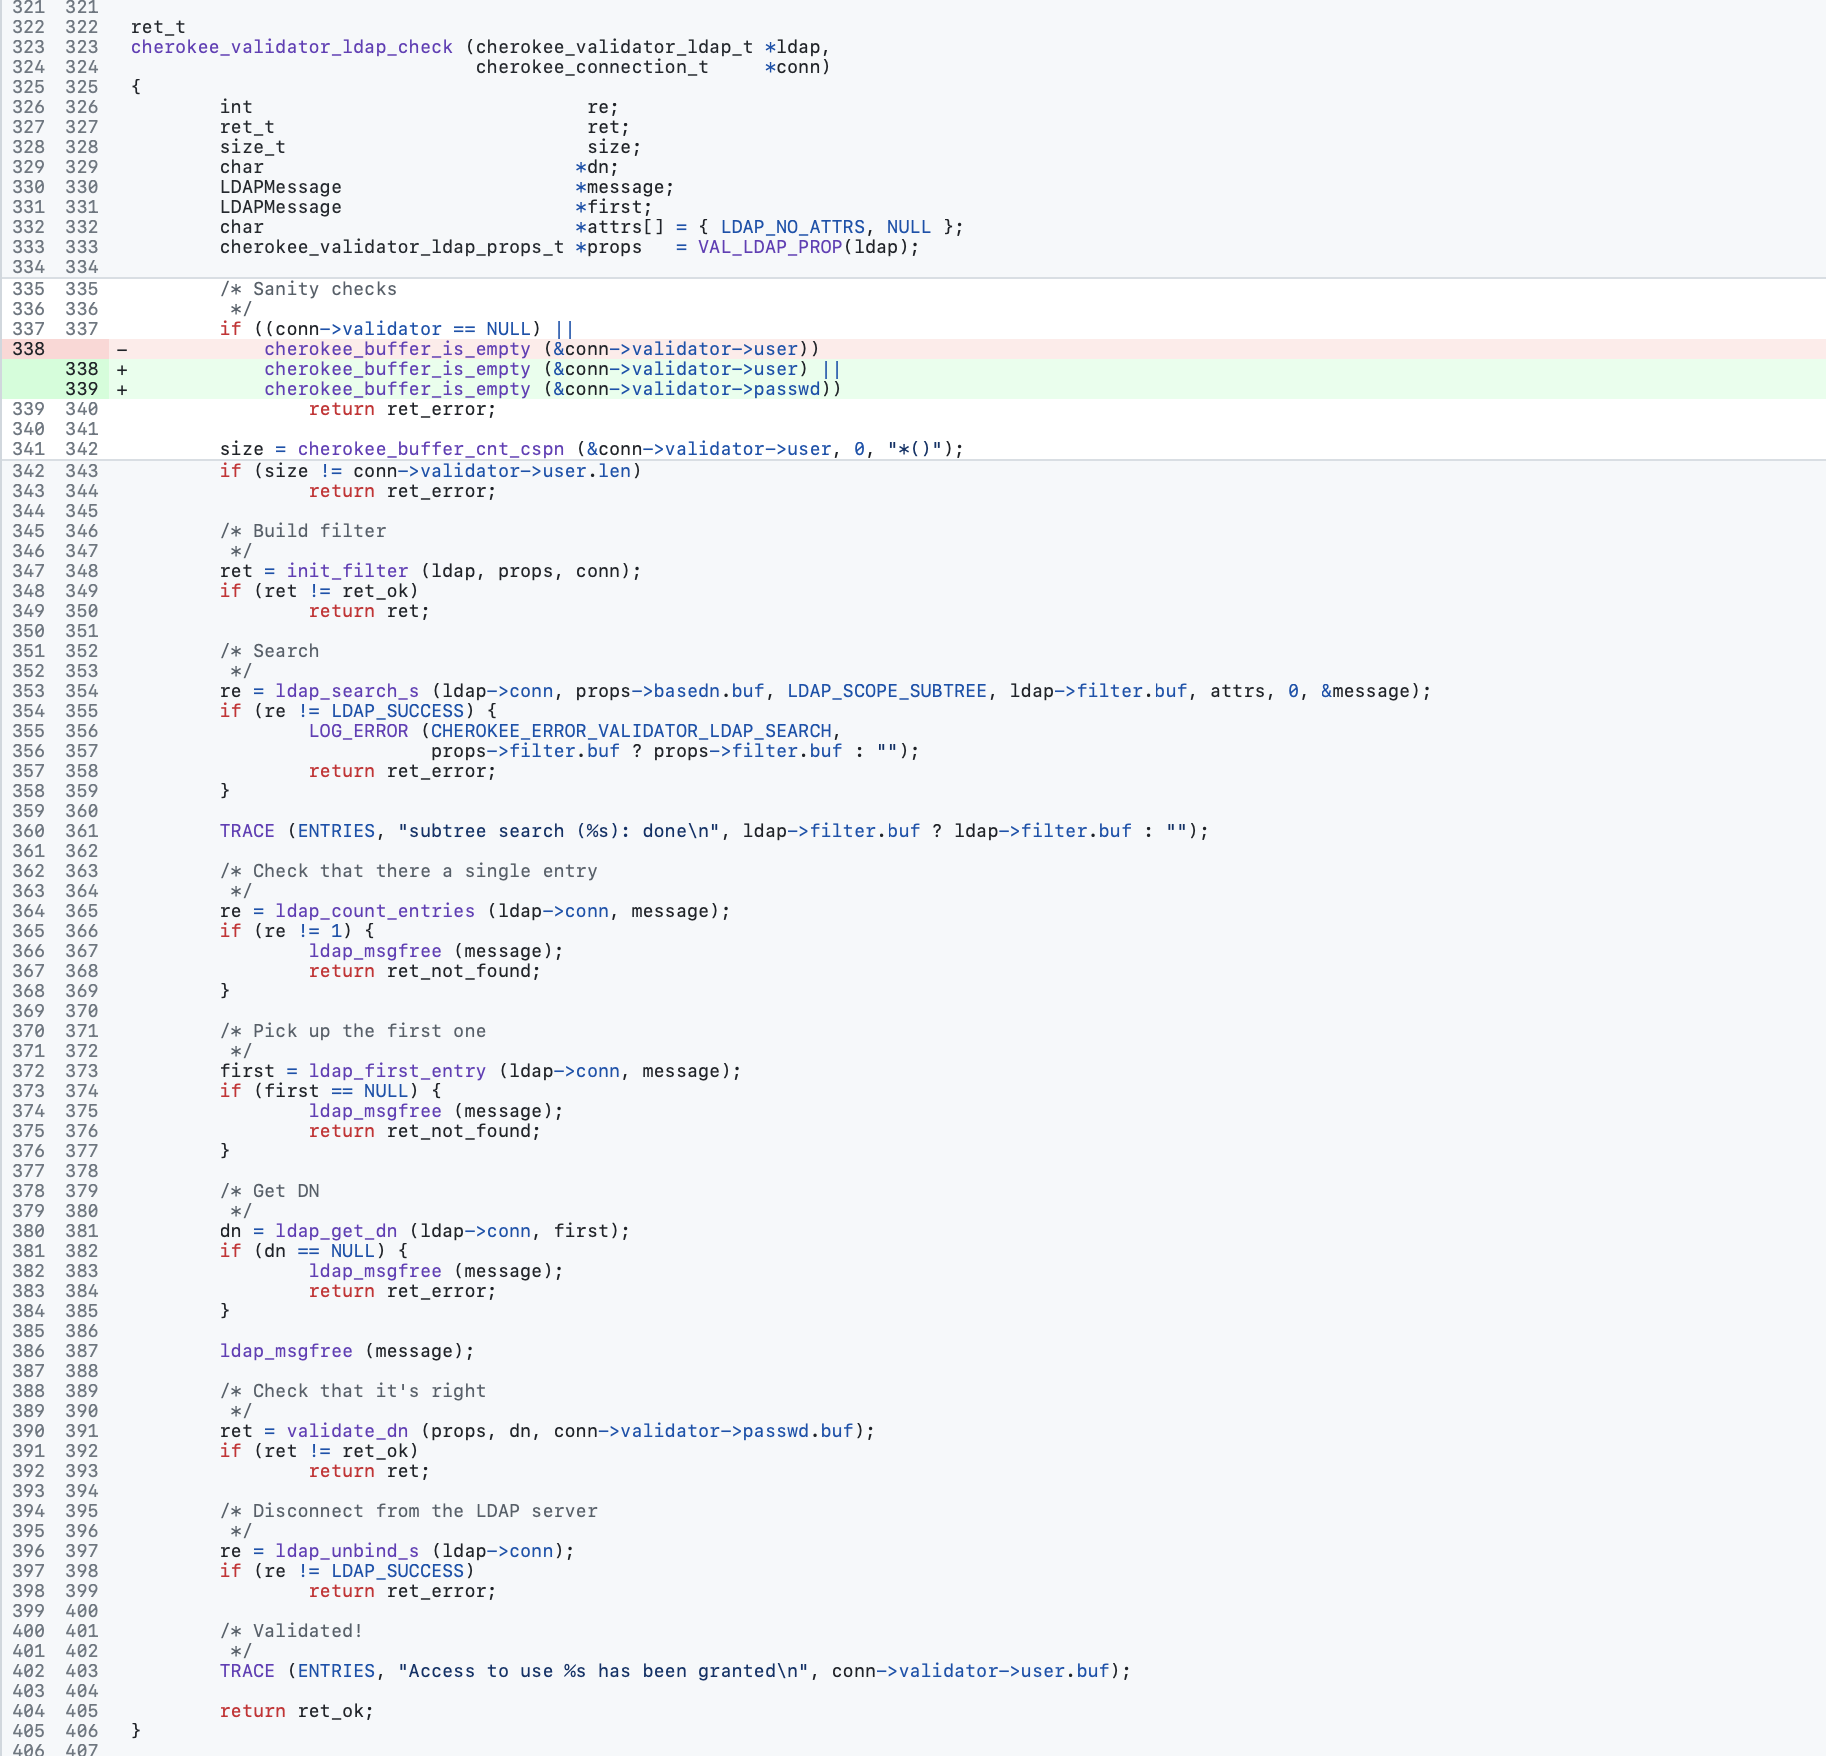 321 321
322 322 ret_t
323 323 cherokee_validator_ldap_check (cherokee_validator_ldap_t *ldap,
324 324 cherokee_connection_t *conn)
325 325 {
326 326 int re;
327 327 ret_t ret;
328 328 size_t size;
329 329 char *dn;
330 330 LDAPMessage *message;
331 331 LDAPMessage *first;
332 332 char *attrs[] = { LDAP_NO_ATTRS, NULL };
333 333 cherokee_validator_ldap_props_t *props = VAL_LDAP_PROP(ldap);
334 334
335 335 /* Sanity checks
336 336 */
337 337 if ((conn->validator == NULL) ||
338 - cherokee_buffer_is_empty (&conn->validator->user))
338 + cherokee_buffer_is_empty (&conn->validator->user) ||
339 + cherokee_buffer_is_empty (&conn->validator->passwd))
339 340 return ret_error;
340 341
341 342 size = cherokee_buffer_cnt_cspn (&conn->validator->user, 0, "*()");
342 343 if (size != conn->validator->user.len)
343 344 return ret_error;
344 345
345 346 /* Build filter
346 347 */
347 348 ret = init_filter (ldap, props, conn);
348 349 if (ret != ret_ok)
349 350 return ret;
350 351
351 352 /* Search
352 353 */
353 354 re = ldap_search_s (ldap->conn, props->basedn.buf, LDAP_SCOPE_SUBTREE, ldap->filter.buf, attrs, 0, &message);
354 355 if (re != LDAP_SUCCESS) {
355 356 LOG_ERROR (CHEROKEE_ERROR_VALIDATOR_LDAP_SEARCH,
356 357 props->filter.buf ? props->filter.buf : "");
357 358 return ret_error;
358 359 }
359 360
360 361 TRACE (ENTRIES, "subtree search (%s): done\n", ldap->filter.buf ? ldap->filter.buf : "");
361 362
362 363 /* Check that there a single entry
363 364 */
364 365 re = ldap_count_entries (ldap->conn, message);
365 366 if (re != 1) {
366 367 ldap_msgfree (message);
367 368 return ret_not_found;
368 369 }
369 370
370 371 /* Pick up the first one
371 372 */
372 373 first = ldap_first_entry (ldap->conn, message);
373 374 if (first == NULL) {
374 375 ldap_msgfree (message);
375 376 return ret_not_found;
376 377 }
377 378
378 379 /* Get DN
379 380 */
380 381 dn = ldap_get_dn (ldap->conn, first);
381 382 if (dn == NULL) {
382 383 ldap_msgfree (message);
383 384 return ret_error;
384 385 }
385 386
386 387 ldap_msgfree (message);
387 388
388 389 /* Check that it's right
389 390 */
390 391 ret = validate_dn (props, dn, conn->validator->passwd.buf);
391 392 if (ret != ret_ok)
392 393 return ret;
393 394
394 395 /* Disconnect from the LDAP server
395 396 */
396 397 re = ldap_unbind_s (ldap->conn);
397 398 if (re != LDAP_SUCCESS)
398 399 return ret_error;
399 400
400 401 /* Validated!
401 402 */
402 403 TRACE (ENTRIES, "Access to use %s has been granted\n", conn->validator->user.buf);
403 404
404 405 return ret_ok;
405 406 }
406 407